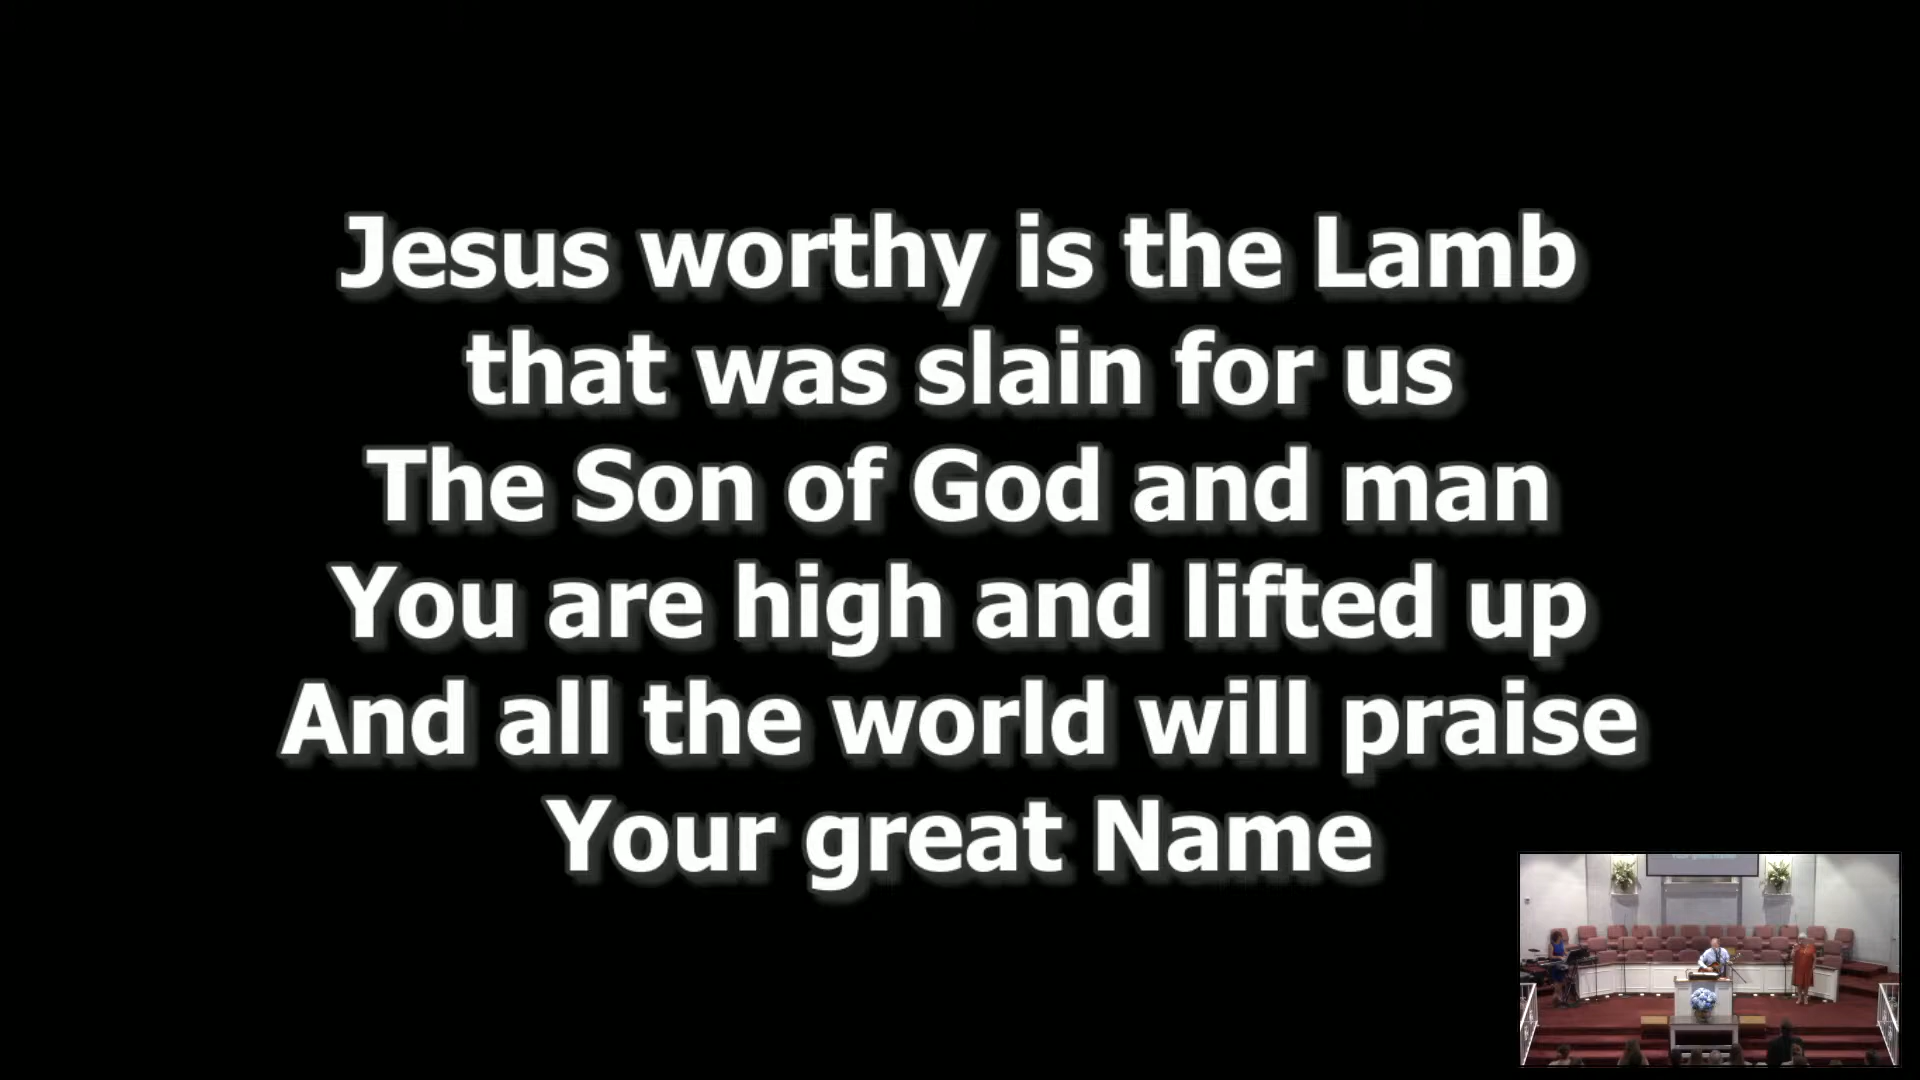 Jesus worthy is the Lamb
that was slain for us
The Son of God and man
You are high and lifted up
And all the world will praise
Your great Name